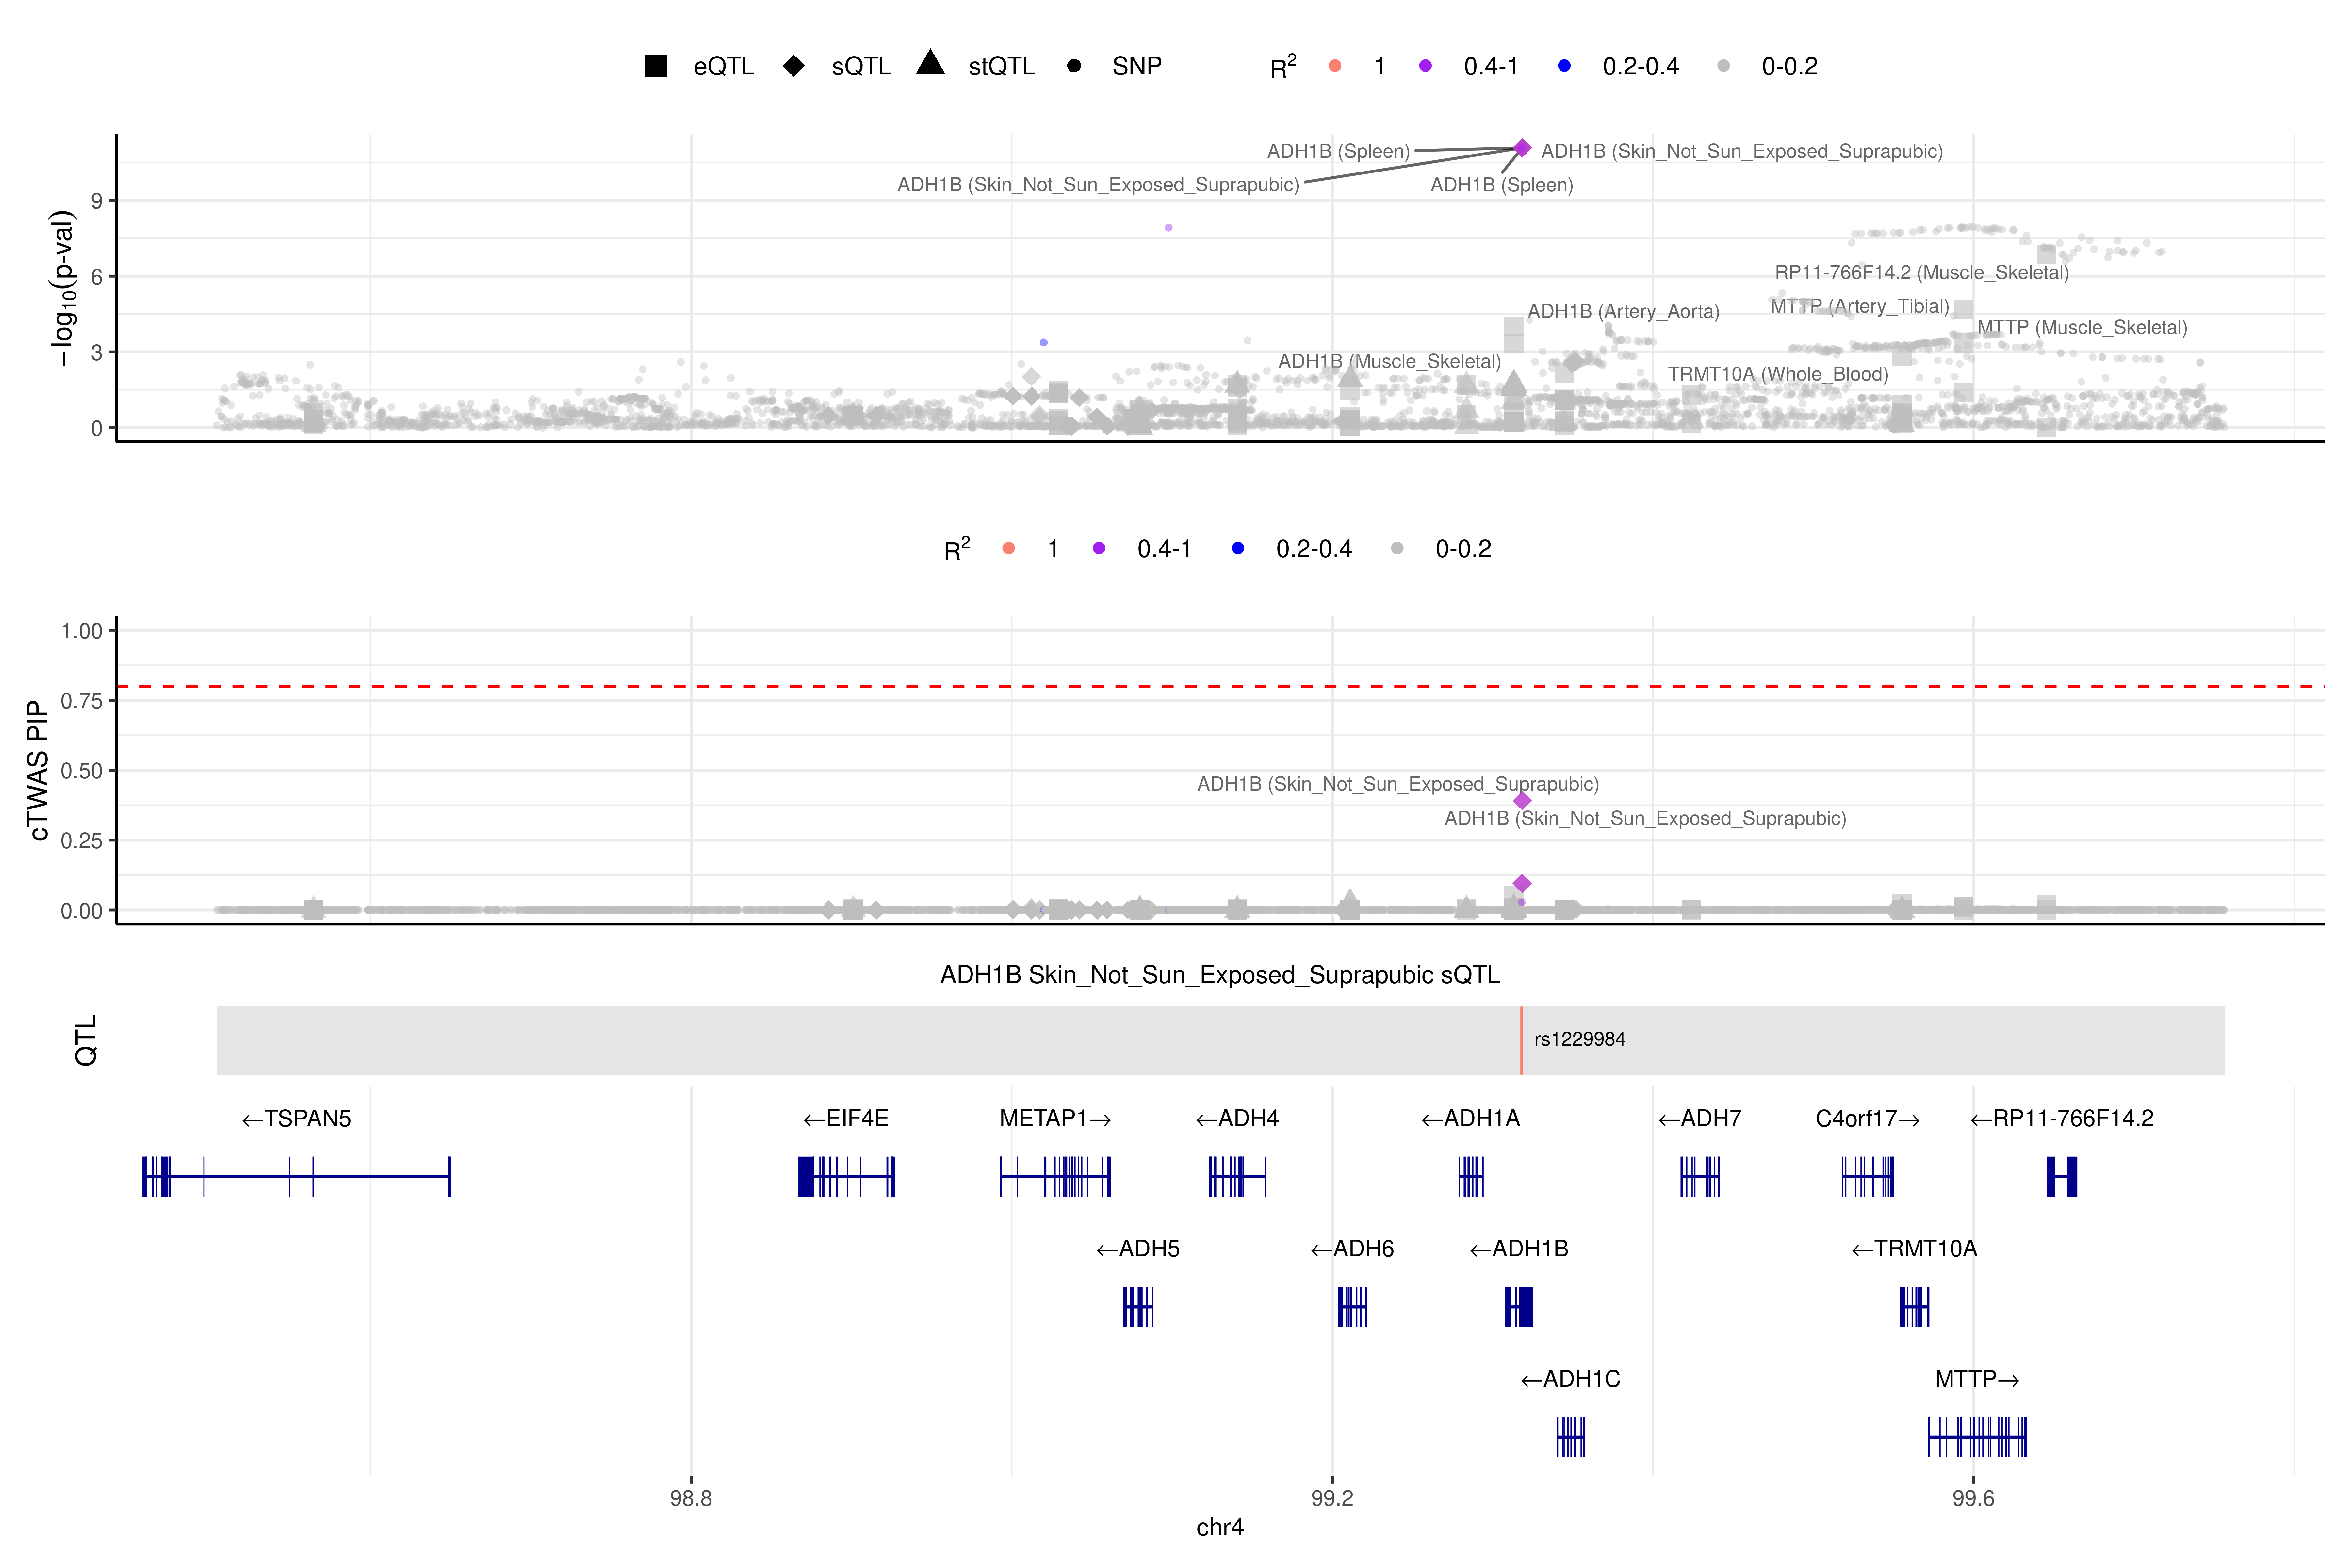 eQTL sQTL stQTL SNP R2 1 0.4-1 0.2-0.4 0-0.2
−log10(p-val)
9
6
3
0
ADH1B (Spleen)
ADH1B (Skin_Not_Sun_Exposed_Suprapubic)
ADH1B (Skin_Not_Sun_Exposed_Suprapubic)
ADH1B (Spleen)
RP11-766F14.2 (Muscle_Skeletal)
ADH1B (Artery_Aorta)
MTTP (Artery_Tibial)
MTTP (Muscle_Skeletal)
ADH1B (Muscle_Skeletal)
TRMT10A (Whole_Blood)
R2 1 0.4-1 0.2-0.4 0-0.2
cTWAS PIP
1.00
0.75
0.50
0.25
0.00
ADH1B (Skin_Not_Sun_Exposed_Suprapubic)
ADH1B (Skin_Not_Sun_Exposed_Suprapubic)
ADH1B Skin_Not_Sun_Exposed_Suprapubic sQTL
QTL
rs1229984
←TSPAN5 ←EIF4E METAP1→ ←ADH4 ←ADH1A ←ADH7 C4orf17→ ←RP11-766F14.2
←ADH5 ←ADH6 ←ADH1B ←TRMT10A
←ADH1C MTTP→
98.8 99.2 99.6
chr4